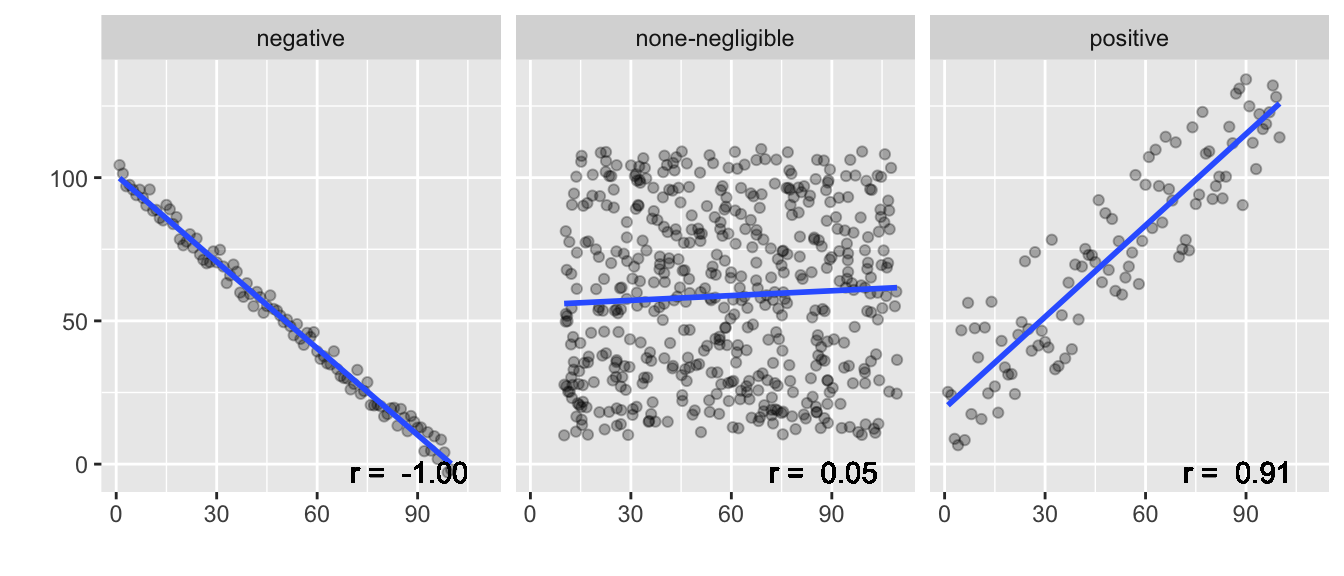 negative none-negligible positive
100
50
0
r = -1.00 r = 0.05 r = 0.91
0 30 60 90 0 30 60 90 0 30 60 90